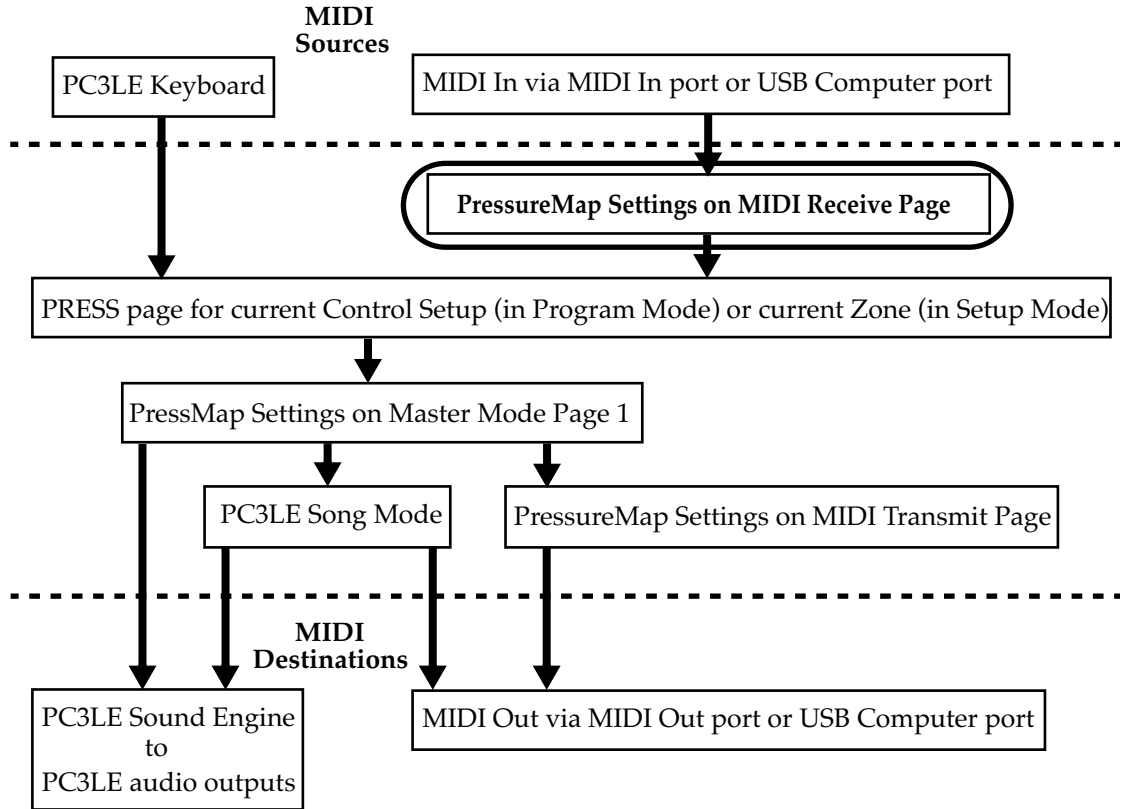 MIDI
Sources
PC3LE Keyboard
MIDI In via MIDI In port or USB Computer port
PressureMap Settings on MIDI Receive Page
PRESS page for current Control Setup (in Program Mode) or current Zone (in Setup Mode)
PressMap Settings on Master Mode Page 1
PC3LE Song Mode
PressureMap Settings on MIDI Transmit Page
MIDI
Destinations
PC3LE Sound Engine
to
PC3LE audio outputs
MIDI Out via MIDI Out port or USB Computer port